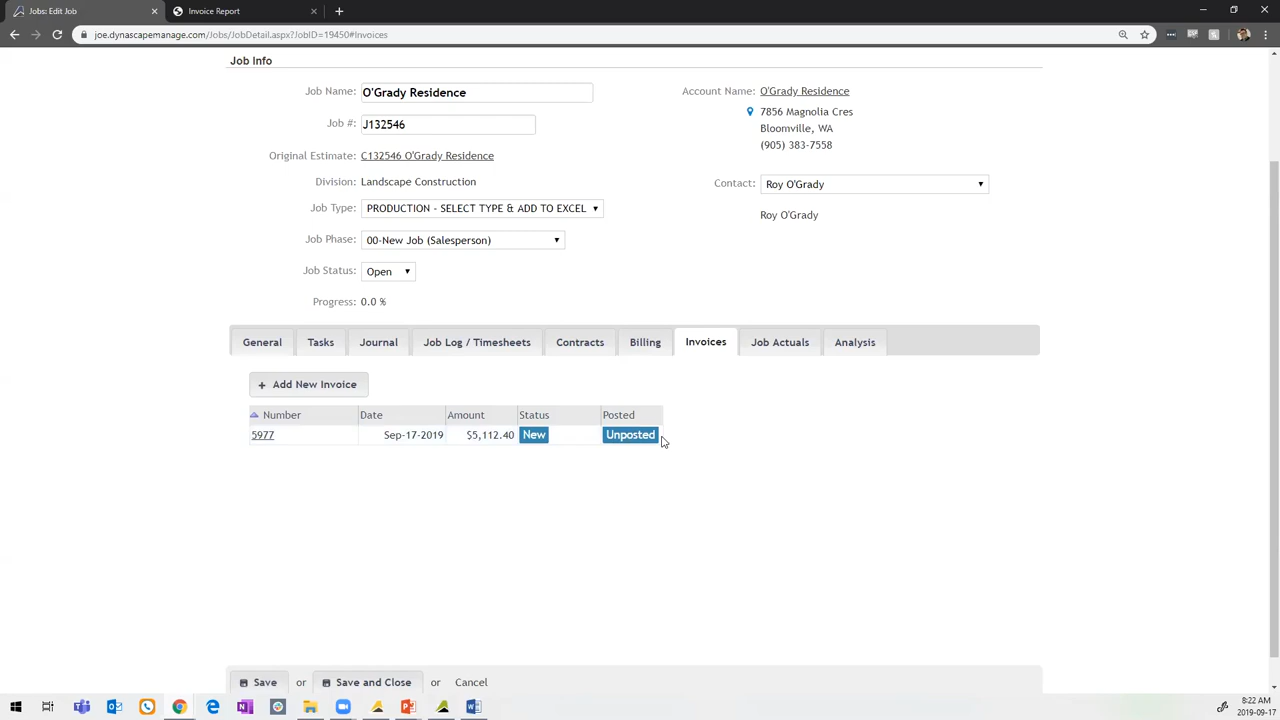 Jobs: Edit Job
Invoice Report
joe.dynascapemanage.com/Jobs/JobDetail.aspx?JobID=19450#Invoices
Job Info
Job Name: O'Grady Residence
Account Name: O'Grady Residence
7856 Magnolia Cres
Job #: J132546
Bloomville, WA
(905) 383-7558
Original Estimate: C132546 O'Grady Residence
Division: Landscape Construction
Contact: Roy O'Grady
Job Type: PRODUCTION - SELECT TYPE & ADD TO EXCEL
Roy O'Grady
Job Phase: 00-New Job (Salesperson)
Job Status: Open
Progress: 0.0 %
General Tasks Journal Job Log / Timesheets Contracts Billing Invoices Job Actuals Analysis
+ Add New Invoice
Number Date Amount Status Posted
5977 Sep-17-2019 $5,112.40 New Unposted
Save or Save and Close or Cancel
8:22 AM
2019-09-17